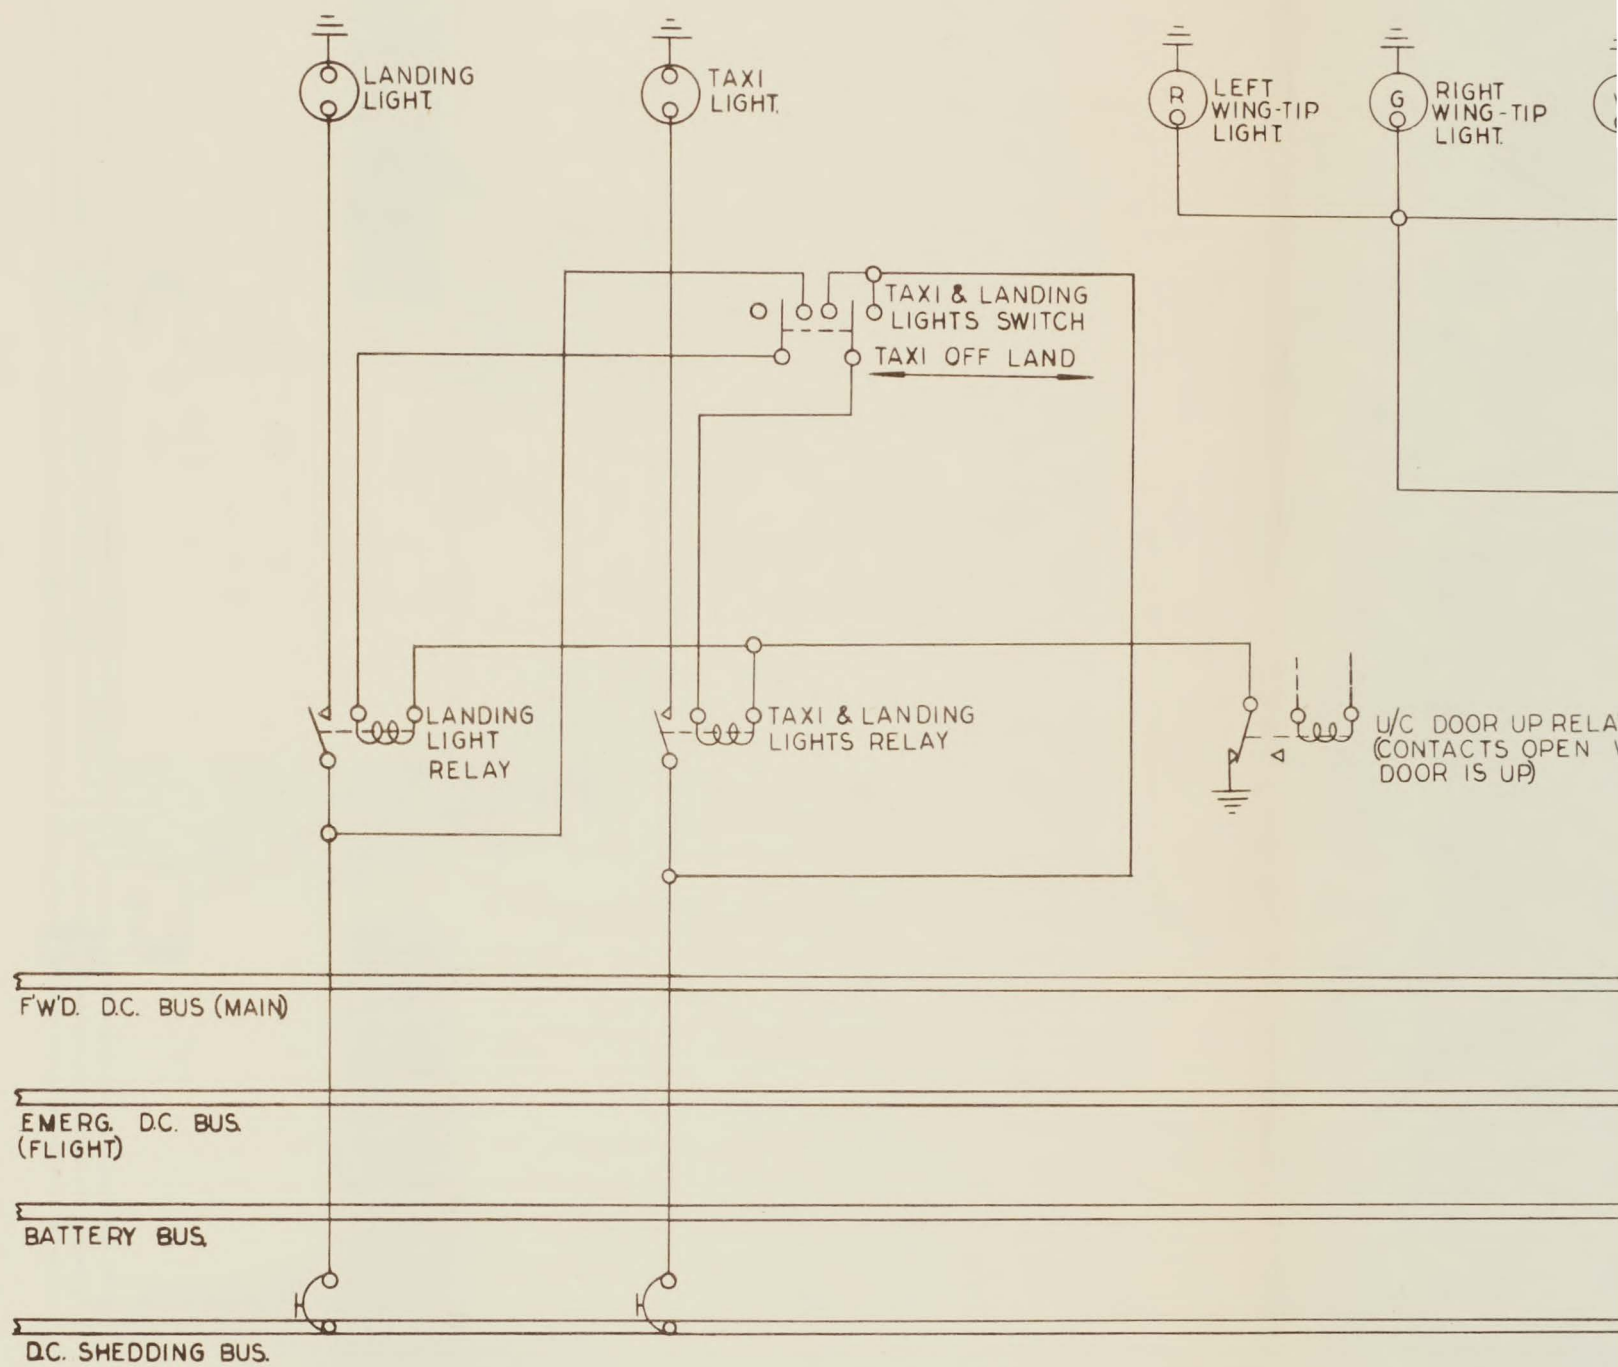 LANDING
LIGHT.
TAXI
LIGHT.
R
LEFT
WING-TIP
LIGHT.
G
RIGHT
WING-TIP
LIGHT.
TAXI & LANDING
LIGHTS SWITCH
TAXI OFF LAND
LANDING
LIGHT
RELAY
TAXI & LANDING
LIGHTS RELAY
U/C DOOR UP RELA
(CONTACTS OPEN
DOOR IS UP)
F'W'D. D.C. BUS (MAIN)
EMERG. D.C. BUS.
(FLIGHT)
BATTERY BUS.
D.C. SHEDDING BUS.